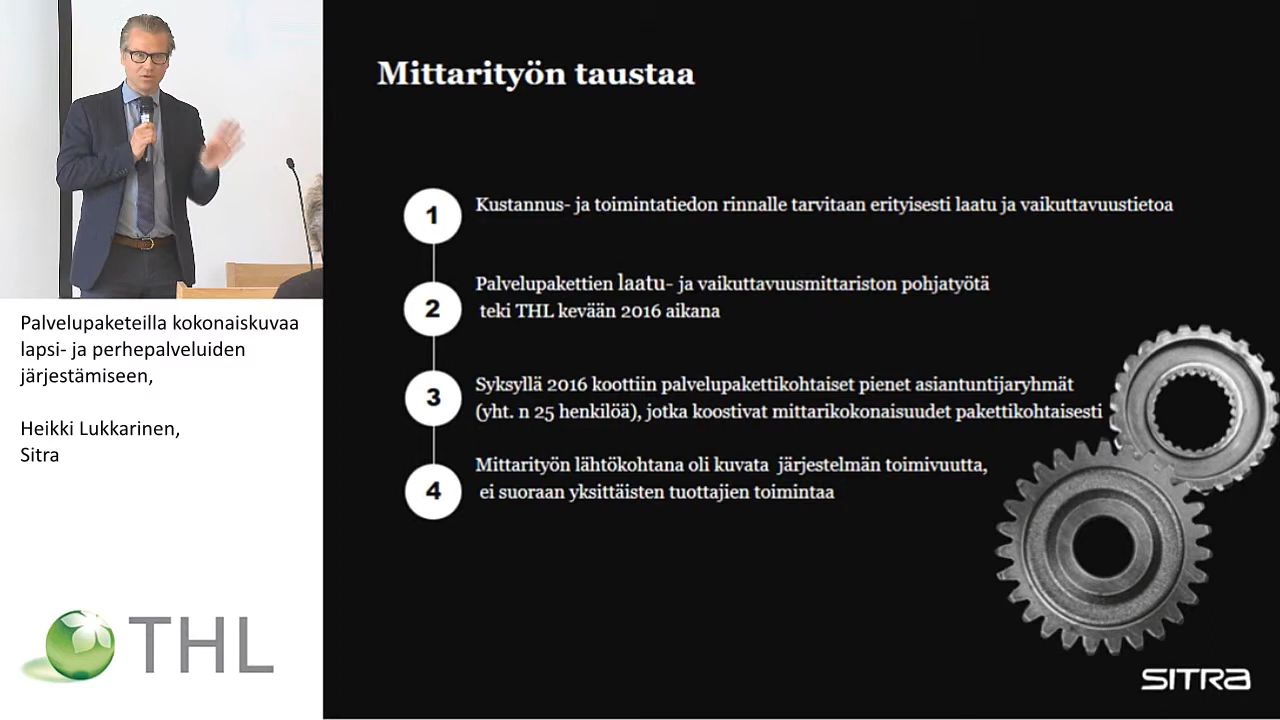 Mittarityön taustaa
1
Kustannus- ja toimintatiedon rinnalle tarvitaan erityisesti laatu ja vaikuttavuustietoa
2
Palvelupakettien laatu- ja vaikuttavuusmittariston pohjatyötä
teki THL kevään 2016 aikana
3
Syksyllä 2016 koottiin palvelupakettikohtaiset pienet asiantuntijaryhmät
(yht. n 25 henkilöä), jotka koostivat mittarikokonaisuudet pakettikohtaisesti
4
Mittarityön lähtökohtana oli kuvata järjestelmän toimivuutta,
ei suoraan yksittäisten tuottajien toimintaa
SITRA
Palvelupaketeilla kokonaiskuvaa
lapsi- ja perhepalveluiden
järjestämiseen,
Heikki Lukkarinen,
Sitra
THL